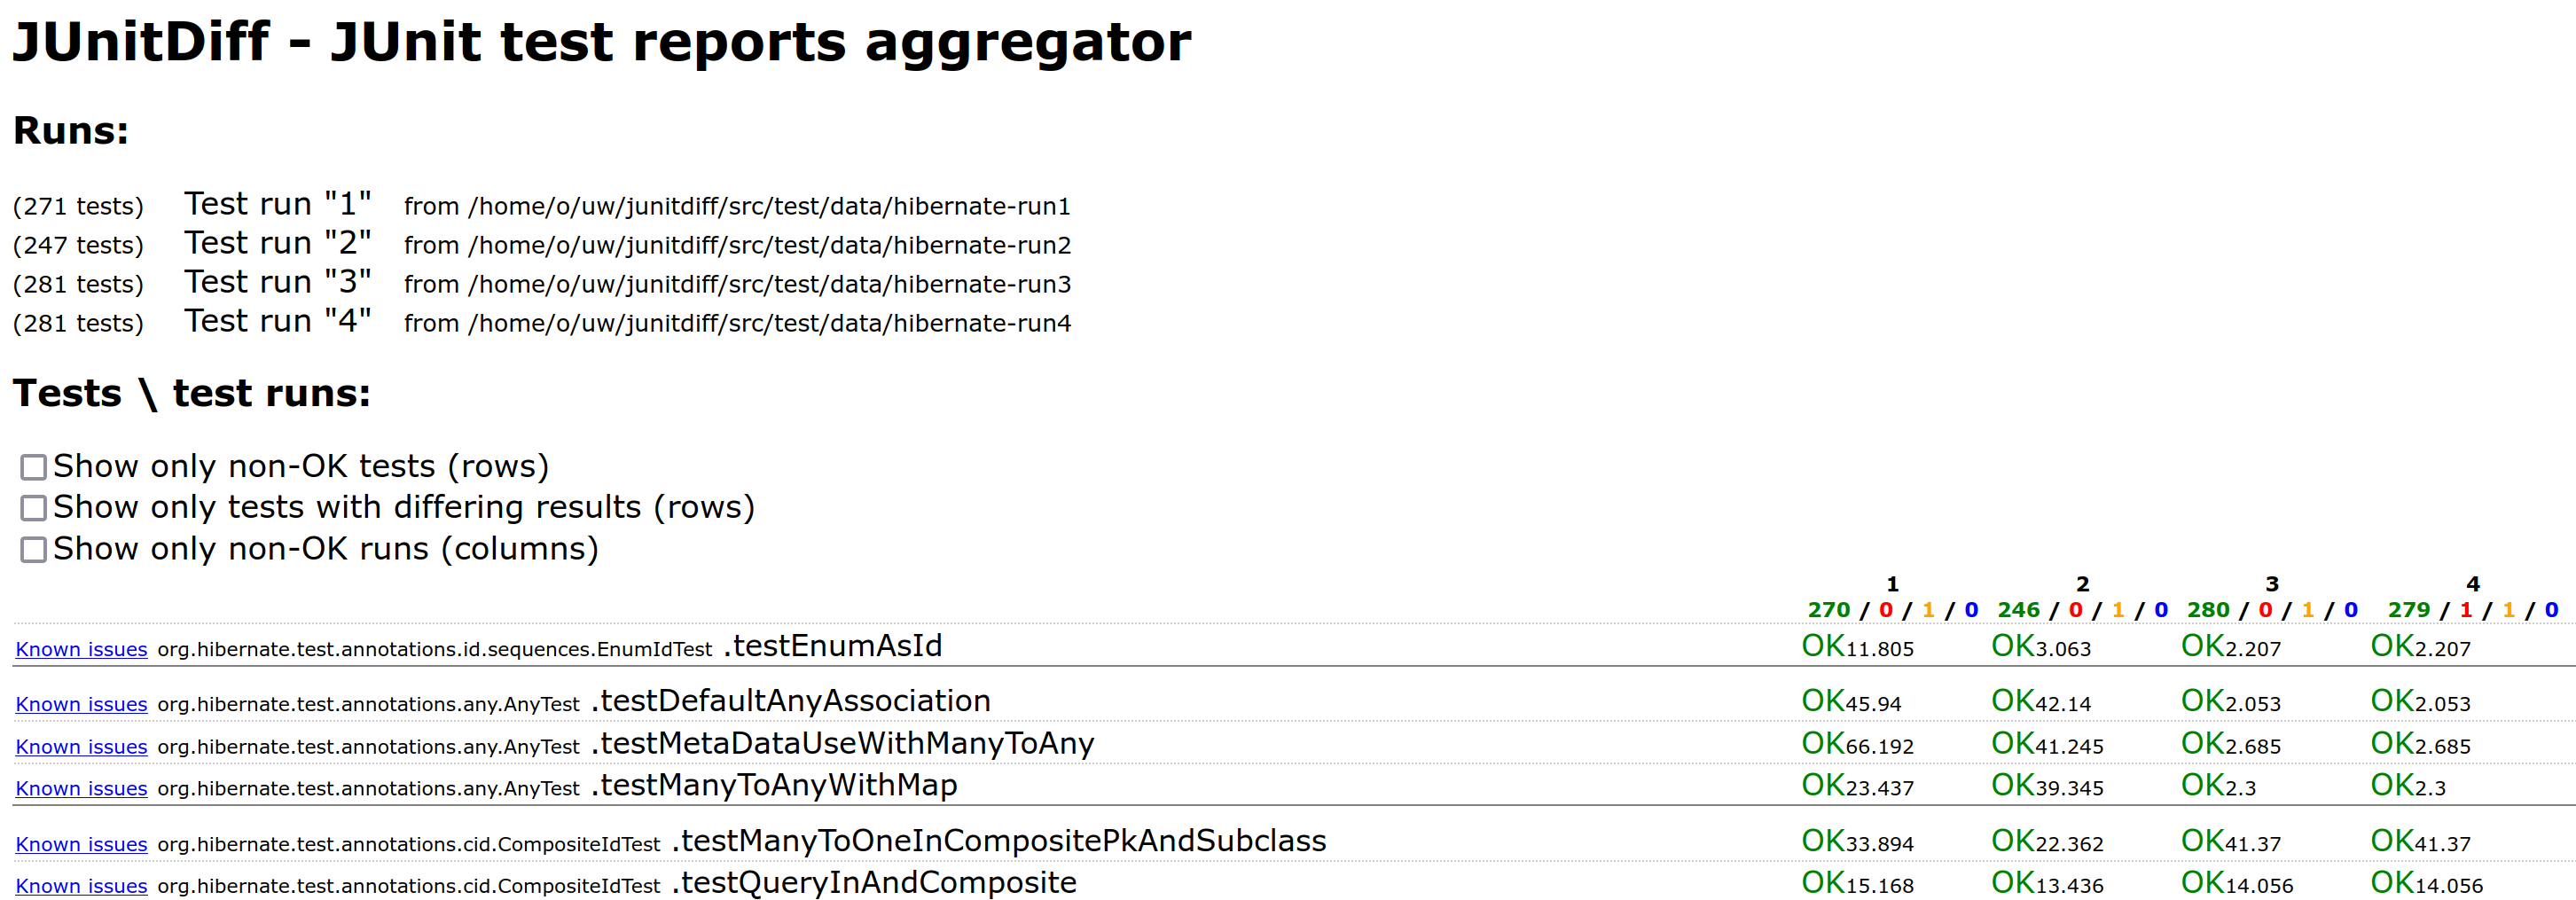 JUnitDiff – JUnit test reports aggregator
Runs:
(271 tests) Test run "1" from /home/o/uw/junitdiff/src/test/data/hibernate-run1
(247 tests) Test run "2" from /home/o/uw/junitdiff/src/test/data/hibernate-run2
(281 tests) Test run "3" from /home/o/uw/junitdiff/src/test/data/hibernate-run3
(281 tests) Test run "4" from /home/o/uw/junitdiff/src/test/data/hibernate-run4
Tests \ test runs:
Show only non-OK tests (rows)
Show only tests with differing results (rows)
Show only non-OK runs (columns)
1 2 3 4
270 / 0 / 1 / 0 246 / 0 / 1 / 0 280 / 0 / 1 / 0 279 / 1 / 1 / 0
Known issues org.hibernate.test.annotations.id.sequences.EnumIdTest .testEnumAsId OK11.805 OK3.063 OK2.207 OK2.207
Known issues org.hibernate.test.annotations.any.AnyTest .testDefaultAnyAssociation OK45.94 OK42.14 OK2.053 OK2.053
Known issues org.hibernate.test.annotations.any.AnyTest .testMetaDataUseWithManyToAny OK66.192 OK41.245 OK2.685 OK2.685
Known issues org.hibernate.test.annotations.any.AnyTest .testManyToAnyWithMap OK23.437 OK39.345 OK2.3 OK2.3
Known issues org.hibernate.test.annotations.cid.CompositeIdTest .testManyToOneInCompositePkAndSubclass OK33.894 OK22.362 OK41.37 OK41.37
Known issues org.hibernate.test.annotations.cid.CompositeIdTest .testQueryInAndComposite OK15.168 OK13.436 OK14.056 OK14.056